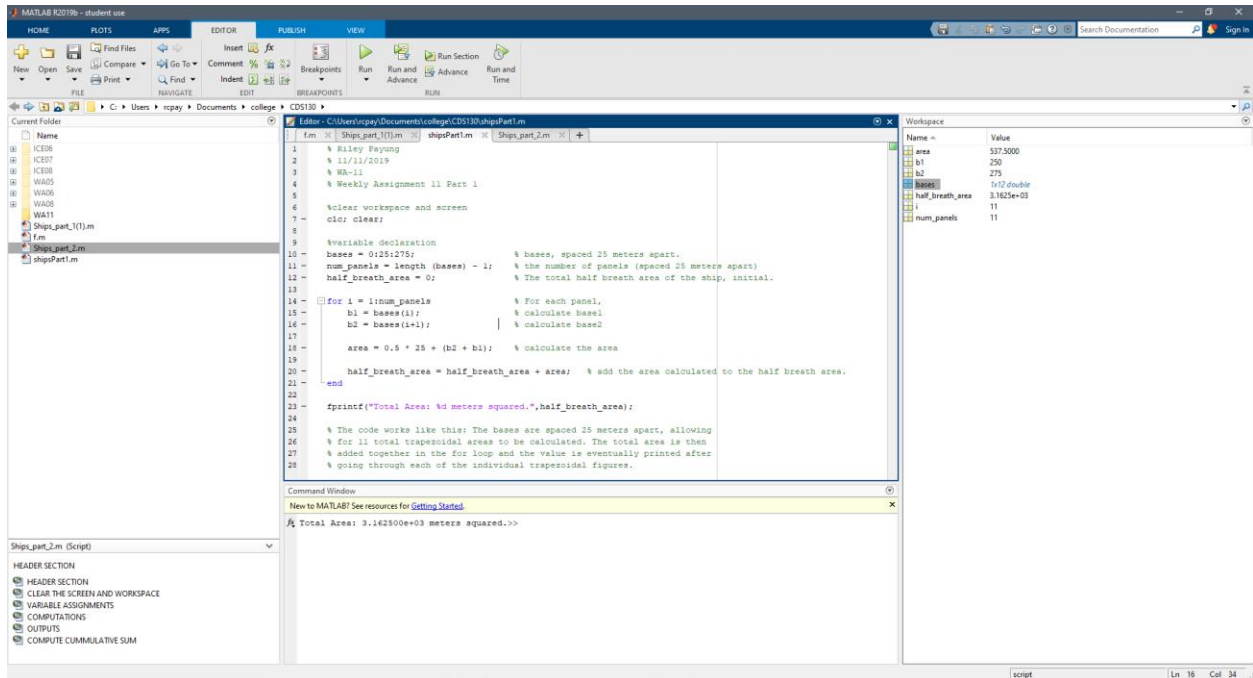 MATLAB R2019b - student use
HOME PLOTS APPS EDITOR PUBLISH VIEW
Search Documentation
Sign In
New Open Save
Find Files
Compare
Print
FILE
Go To
Find
NAVIGATE
Insert fx
Comment %
Indent
EDIT
Breakpoints
BREAKPOINTS
Run
Run and Advance
Run Section
Advance
Run and Time
RUN
C: Users rcpay Documents college CDS130
Current Folder
Name
ICE06
ICE07
ICE08
WA05
WA06
WA08
WA11
Ships_part_1(1).m
f.m
Ships_part_2.m
shipsPart1.m
Ships_part_2.m (Script)
HEADER SECTION
HEADER SECTION
CLEAR THE SCREEN AND WORKSPACE
VARIABLE ASSIGNMENTS
COMPUTATIONS
OUTPUTS
COMPUTE CUMMULATIVE SUM
Editor - C:\Users\rcpay\Documents\college\CDS130\shipsPart1.m
f.m Ships_part_1(1).m shipsPart1.m Ships_part_2.m +
1 % Riley Payung
2 % 11/11/2019
3 % WA-11
4 % Weekly Assignment 11 Part 1
5
6 %clear workspace and screen
7 - clc; clear;
8
9 %variable declaration
10 - bases = 0:25:275; % bases, spaced 25 meters apart.
11 - num_panels = length (bases) - 1; % the number of panels (spaced 25 meters apart)
12 - half_breath_area = 0; % The total half breath area of the ship, initial.
13
14 - for i = 1:num_panels % For each panel,
15 - b1 = bases(i); % calculate base1
16 - b2 = bases(i+1); % calculate base2
17
18 - area = 0.5 * 25 + (b2 + b1); % calculate the area
19
20 - half_breath_area = half_breath_area + area; % add the area calculated to the half breath area.
21 - end
22
23 - fprintf("Total Area: %d meters squared.",half_breath_area);
24
25 % The code works like this: The bases are spaced 25 meters apart, allowing
26 % for 11 total trapezoidal areas to be calculated. The total area is then
27 % added together in the for loop and the value is eventually printed after
28 % going through each of the individual trapezoidal figures.
Command Window
New to MATLAB? See resources for Getting Started.
fx Total Area: 3.162500e+03 meters squared.>>
Workspace
Name Value
area 537.5000
b1 250
b2 275
bases 1x12 double
half_breath_area 3.1625e+03
i 11
num_panels 11
script Ln 16 Col 34